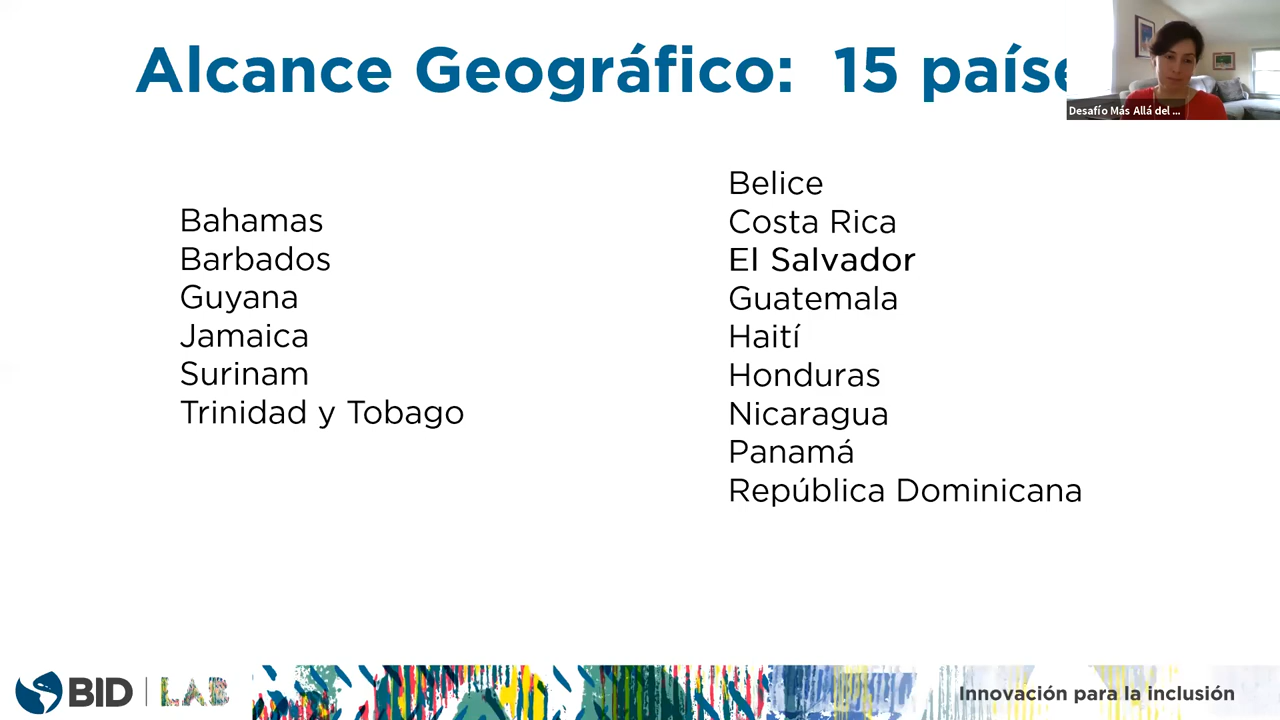 Alcance Geográfico: 15 paíse
Desafío Más Allá del ...
Bahamas
Barbados
Guyana
Jamaica
Surinam
Trinidad y Tobago
Belice
Costa Rica
El Salvador
Guatemala
Haití
Honduras
Nicaragua
Panamá
República Dominicana
BID | LAB
Innovación para la inclusión